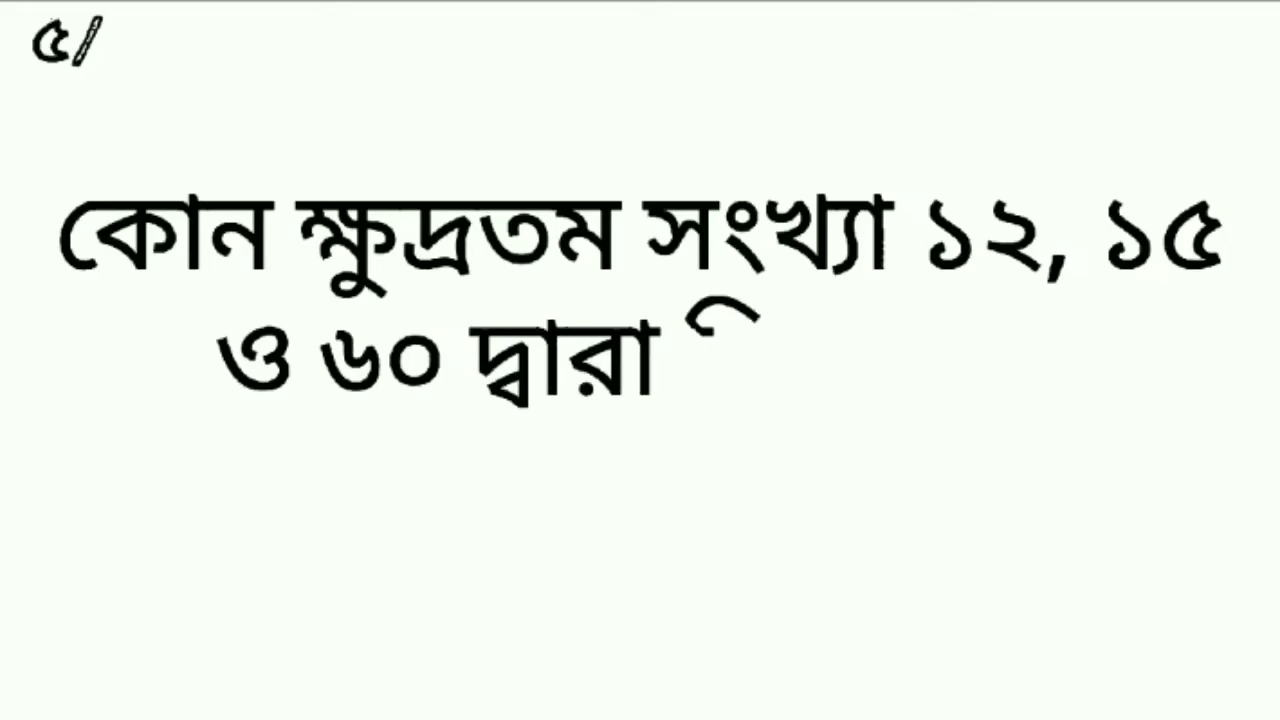 ৫/
কোন ক্ষুদ্রতম সংখ্যা ১২, ১৫
ও ৬০ দ্বারা